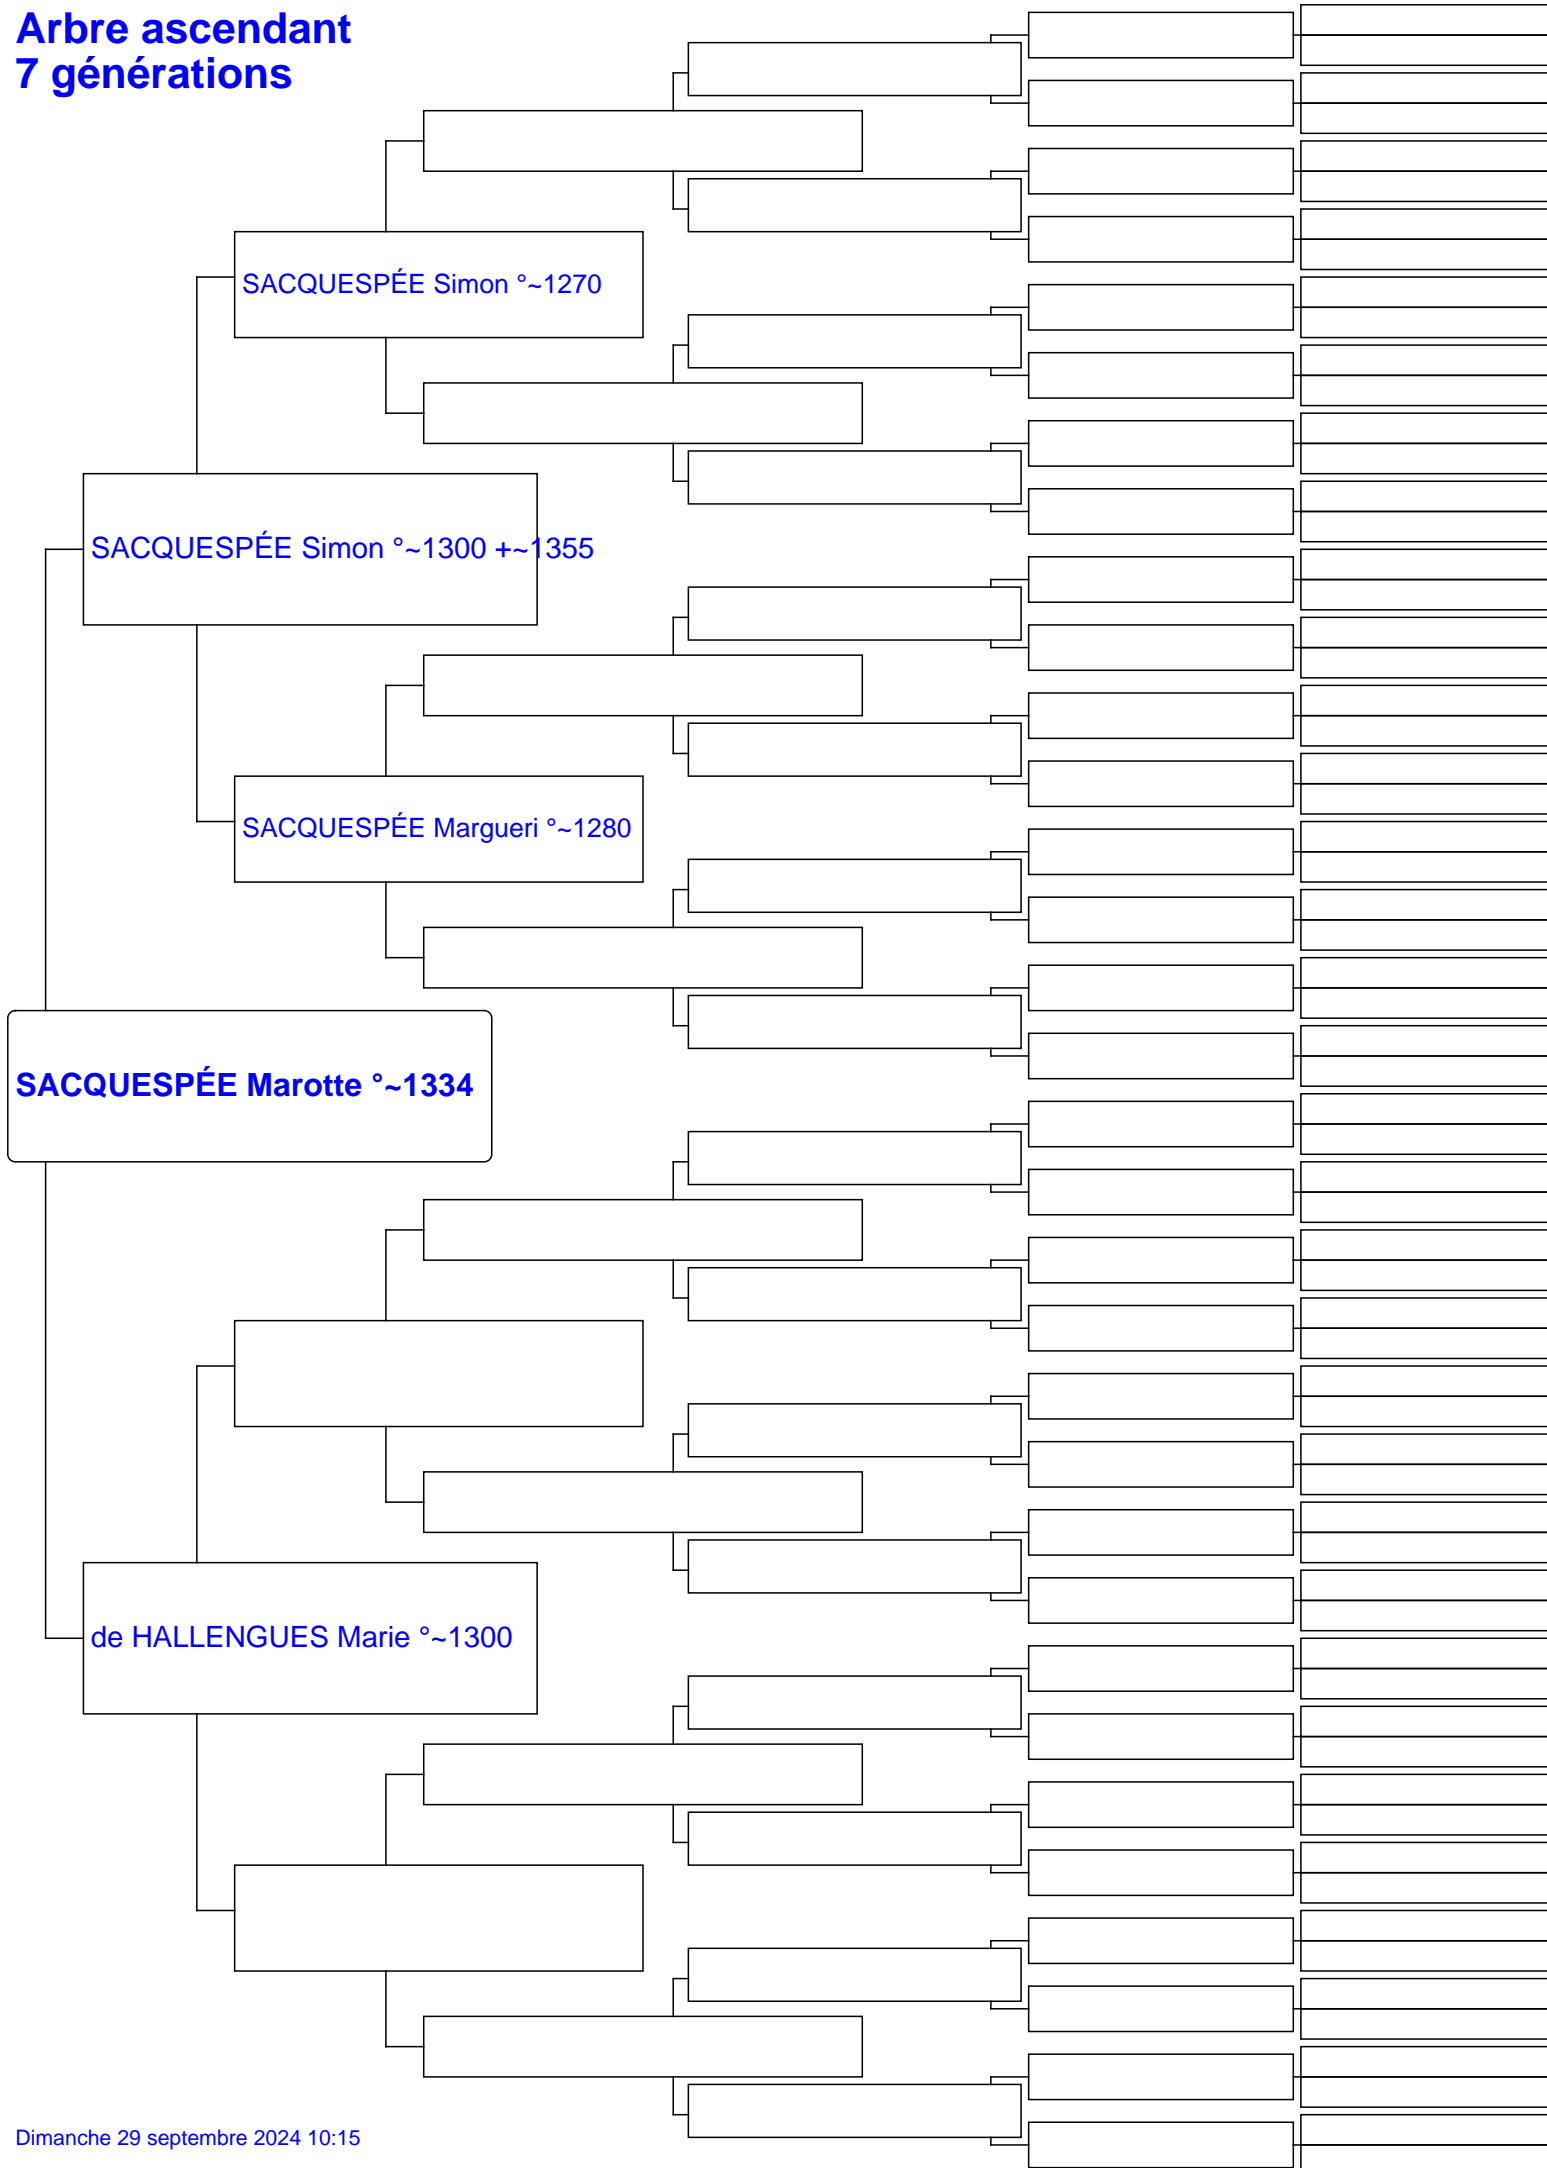 Arbre ascendant
7 générations
SACQUESPÉE Simon °~1270
SACQUESPÉE Simon °~1300 +~1355
SACQUESPÉE Margueri °~1280
SACQUESPÉE Marotte °~1334
de HALLENGUES Marie °~1300
Dimanche 29 septembre 2024 10:15